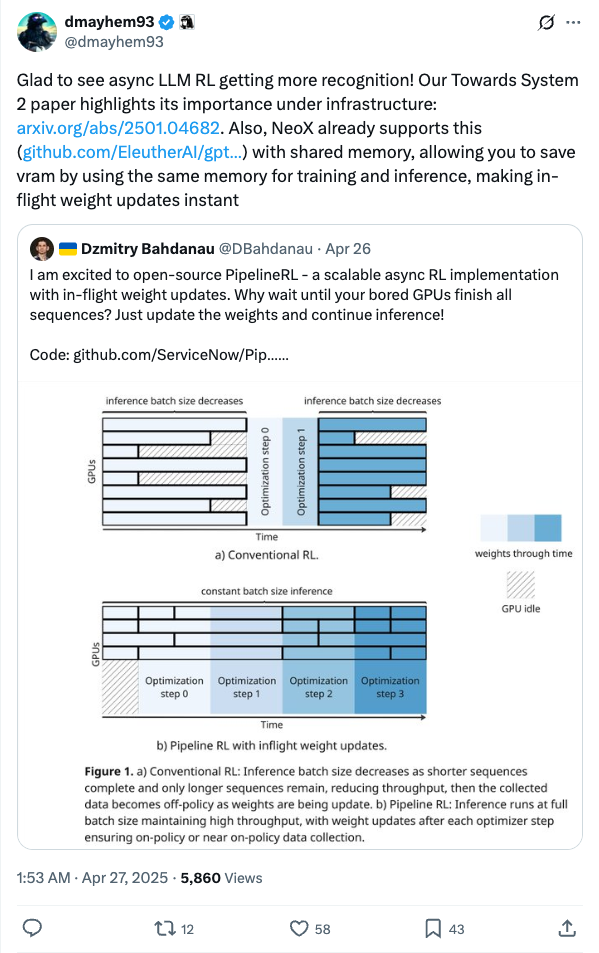 dmayhem93
@dmayhem93
Glad to see async LLM RL getting more recognition! Our Towards System
2 paper highlights its importance under infrastructure:
arxiv.org/abs/2501.04682. Also, NeoX already supports this
(github.com/EleutherAI/gpt...) with shared memory, allowing you to save
vram by using the same memory for training and inference, making in-
flight weight updates instant
Dzmitry Bahdanau @DBahdanau · Apr 26
I am excited to open-source PipelineRL - a scalable async RL implementation
with in-flight weight updates. Why wait until your bored GPUs finish all
sequences? Just update the weights and continue inference!
Code: github.com/ServiceNow/Pip......
inference batch size decreases
inference batch size decreases
GPUs
Optimization step 0
Optimization step 1
Time
a) Conventional RL.
weights through time
GPU idle
constant batch size inference
GPUs
Optimization
step 0
Optimization
step 1
Optimization
step 2
Optimization
step 3
Time
b) Pipeline RL with inflight weight updates.
Figure 1. a) Conventional RL: Inference batch size decreases as shorter sequences
complete and only longer sequences remain, reducing throughput, then the collected
data becomes off-policy as weights are being update. b) Pipeline RL: Inference runs at full
batch size maintaining high throughput, with weight updates after each optimizer step
ensuring on-policy or near on-policy data collection.
1:53 AM · Apr 27, 2025 · 5,860 Views
12
58
43